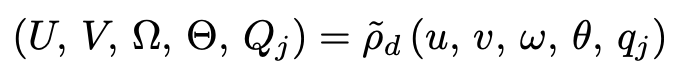 (U, V, Ω, Θ, Q_j) = ρ̃_d (u, v, ω, θ, q_j)